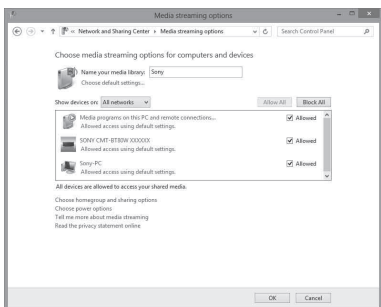 Media streaming options
« Network and Sharing Center ▸ Media streaming options
Search Control Panel
Choose media streaming options for computers and devices
Name your media library: Sony
Choose default settings...
Show devices on: All networks
Allow All
Block All
Media programs on this PC and remote connections...
Allowed access using default settings.
Allowed
SONY CMT-BT80W XXXXXX
Allowed access using default settings.
Allowed
Sony-PC
Allowed access using default settings.
Allowed
All devices are allowed to access your shared media.
Choose homegroup and sharing options
Choose power options
Tell me more about media streaming
Read the privacy statement online
OK
Cancel